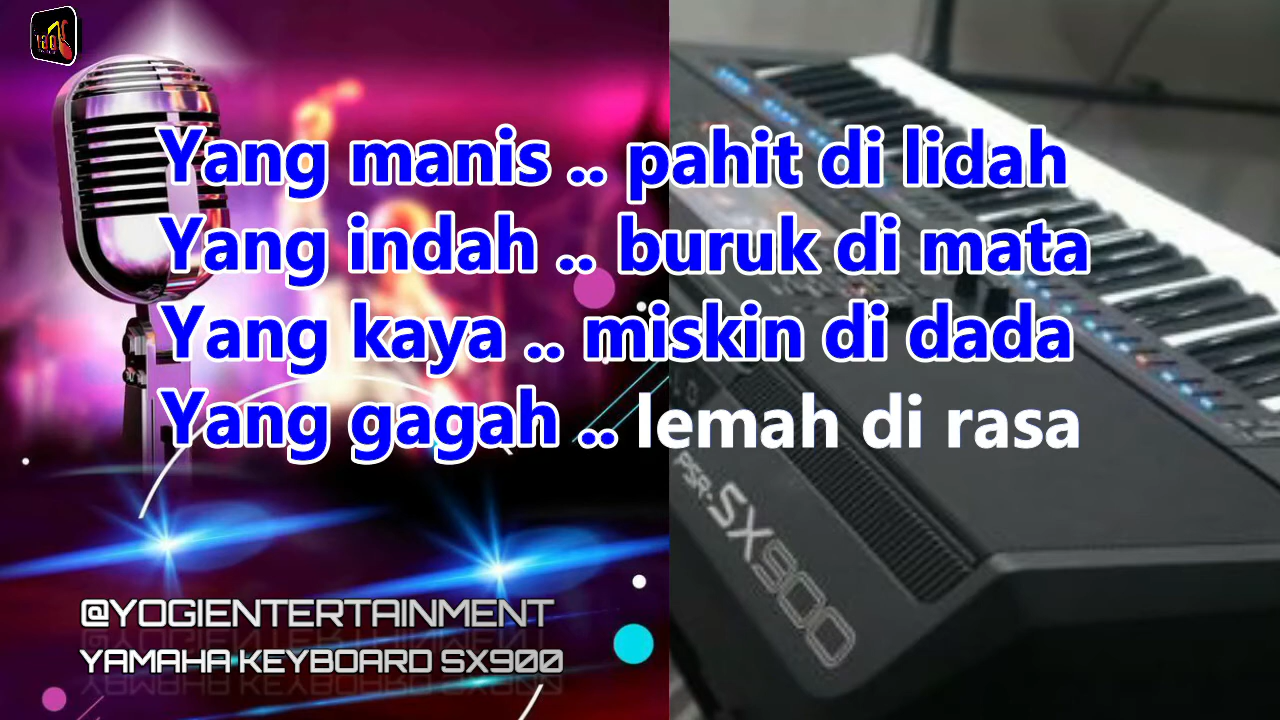 Yang manis .. pahit di lidah
Yang indah .. buruk di mata
Yang kaya .. miskin di dada
Yang gagah .. lemah di rasa
PSR-SX900
@YOGIENTERTAINMENT
YAMAHA KEYBOARD SX900